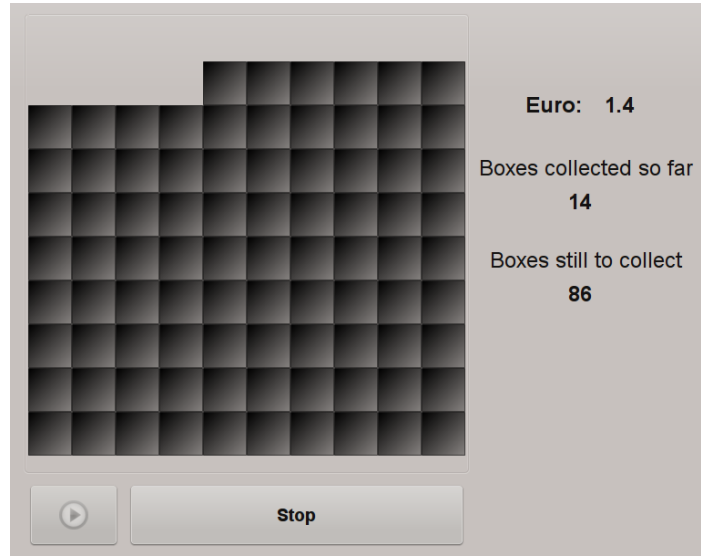 Euro: 1.4
Boxes collected so far
14
Boxes still to collect
86
Stop